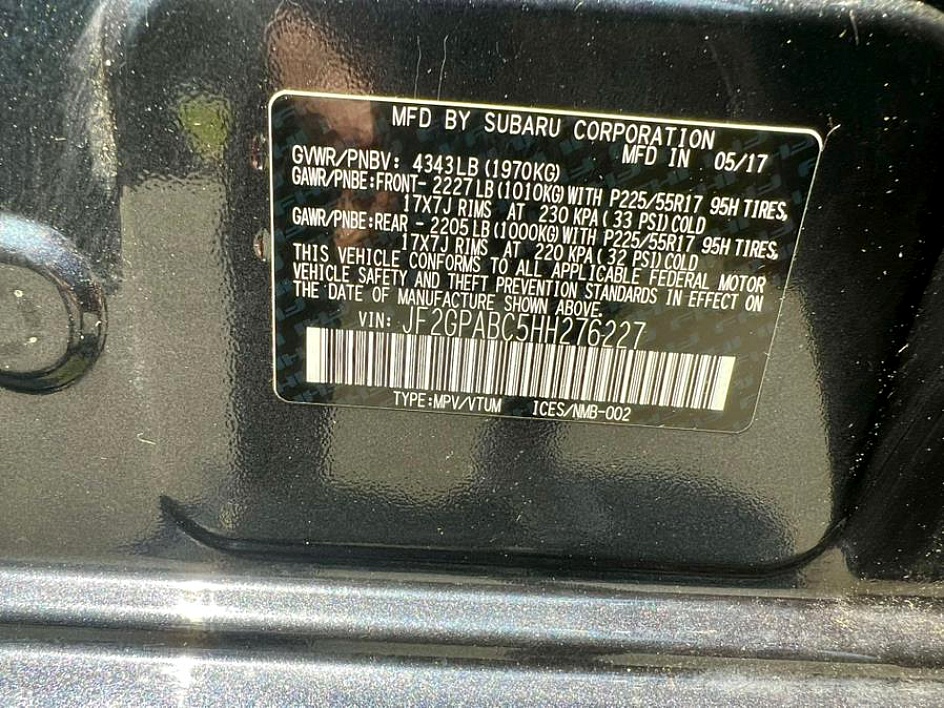 MFD BY SUBARU CORPORATION
MFD IN 05/17
GVWR/PNBV: 4343LB (1970KG)
GAWR/PNBE:FRONT- 2227LB (1010KG) WITH P225/55R17 95H TIRES,
17X7J RIMS AT 230 KPA ( 33 PSI) COLD
GAWR/PNBE:REAR - 2205LB (1000KG) WITH P225/55R17 95H TIRES,
17X7J RIMS AT 220 KPA ( 32 PSI) COLD
THIS VEHICLE CONFORMS TO ALL APPLICABLE FEDERAL MOTOR
VEHICLE SAFETY AND THEFT PREVENTION STANDARDS IN EFFECT ON
THE DATE OF MANUFACTURE SHOWN ABOVE.
VIN: JF2GPABC5HH276227
TYPE:MPV/VTUM ICES/NMB-002